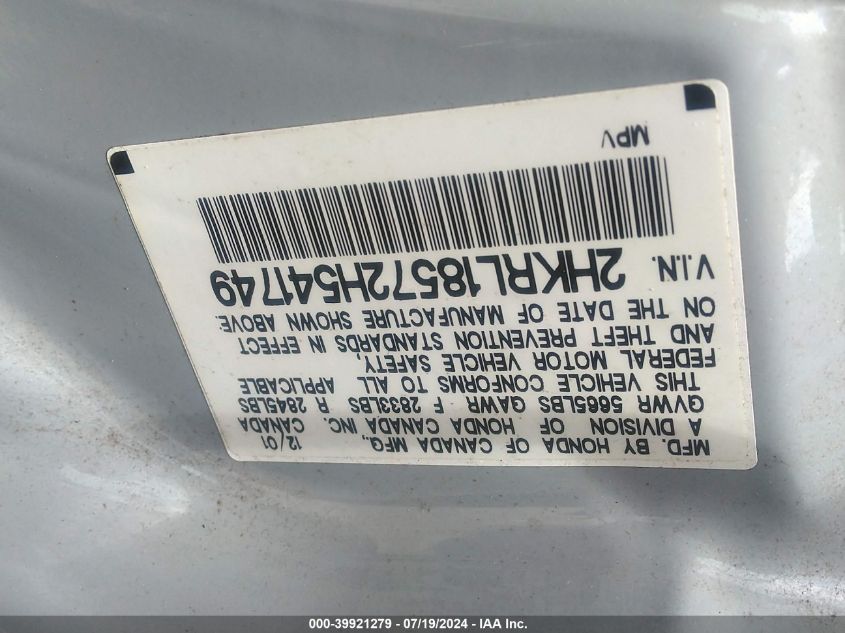 MFD. BY HONDA OF CANADA MFG., 12/01
A DIVISION OF HONDA CANADA INC. CANADA
GVWR 5665LBS GAWR F 2833LBS R 2845LBS
THIS VEHICLE CONFORMS TO ALL APPLICABLE
FEDERAL MOTOR VEHICLE SAFETY,
AND THEFT PREVENTION STANDARDS IN EFFECT
ON THE DATE OF MANUFACTURE SHOWN ABOVE.
V.I.N. 2HKRL18572H541749
MPV
000-39921279 - 07/19/2024 - IAA Inc.